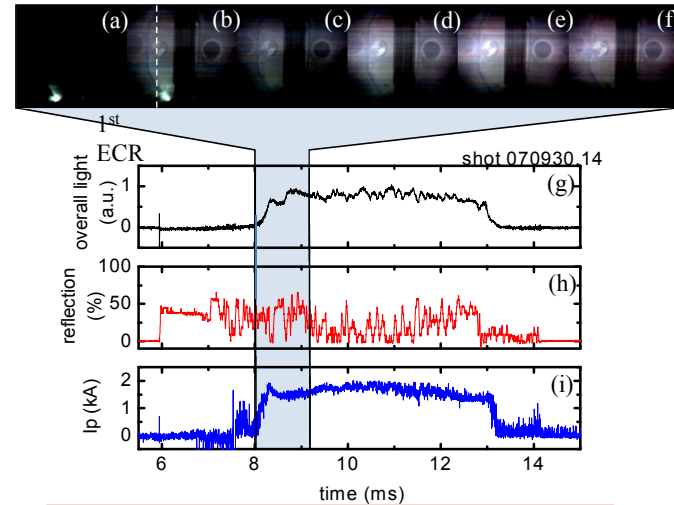 (a) (b) (c) (d) (e) (f)
1st
ECR
shot 070930 14
overall light
(a.u.)
1
0
(g)
reflection
(%)
100
50
0
(h)
Ip (kA)
2
1
0
(i)
6 8 10 12 14
time (ms)